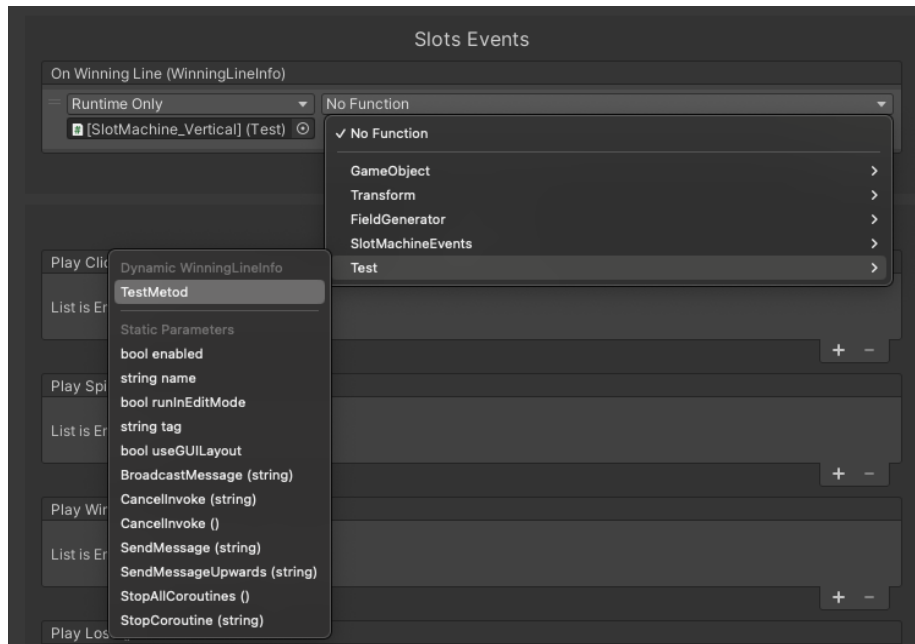 Slots Events
On Winning Line (WinningLineInfo)
Runtime Only
No Function
[SlotMachine_Vertical] (Test)
✓ No Function
GameObject
Transform
FieldGenerator
SlotMachineEvents
Test
Play Clic
List is Er
Dynamic WinningLineInfo
TestMetod
Static Parameters
bool enabled
string name
bool runInEditMode
string tag
bool useGUILayout
BroadcastMessage (string)
CancelInvoke (string)
CancelInvoke ()
SendMessage (string)
SendMessageUpwards (string)
StopAllCoroutines ()
StopCoroutine (string)
Play Spi
List is Er
Play Wir
List is Er
Play Los